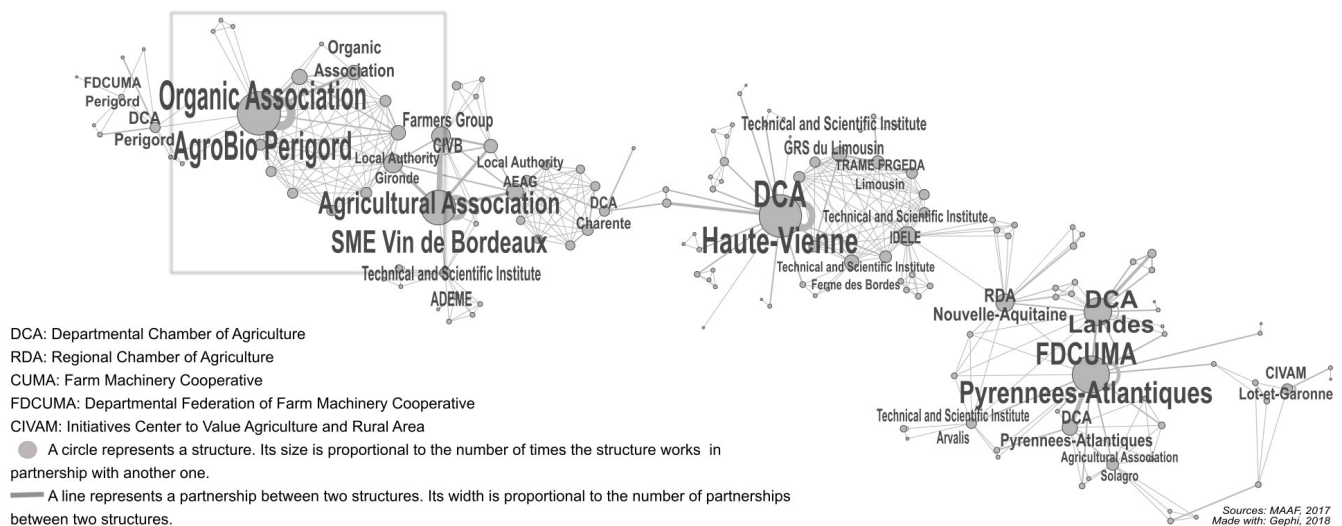 Organic
Association
FDCUMA
Perigord
DCA
Perigord
Organic Association
AgroBio Perigord
Farmers Group
CIVB
Local Authority
Gironde
Local Authority
AEAG
DCA
Charente
Agricultural Association
SME Vin de Bordeaux
Technical and Scientific Institute
ADEME
Technical and Scientific Institute
GRS du Limousin
TRAME FRGEDA
Limousin
DCA
Haute-Vienne
Technical and Scientific Institute
IDELE
Technical and Scientific Institute
Ferme des Bordes
RDA
Nouvelle-Aquitaine
DCA
Landes
FDCUMA
Pyrennees-Atlantiques
CIVAM
Lot-et-Garonne
Technical and Scientific Institute
Arvalis
DCA
Pyrennees-Atlantiques
Agricultural Association
Solagro
DCA: Departmental Chamber of Agriculture
RDA: Regional Chamber of Agriculture
CUMA: Farm Machinery Cooperative
FDCUMA: Departmental Federation of Farm Machinery Cooperative
CIVAM: Initiatives Center to Value Agriculture and Rural Area
A circle represents a structure. Its size is proportional to the number of times the structure works in
partnership with another one.
A line represents a partnership between two structures. Its width is proportional to the number of partnerships
between two structures.
Sources: MAAF, 2017
Made with: Gephi, 2018